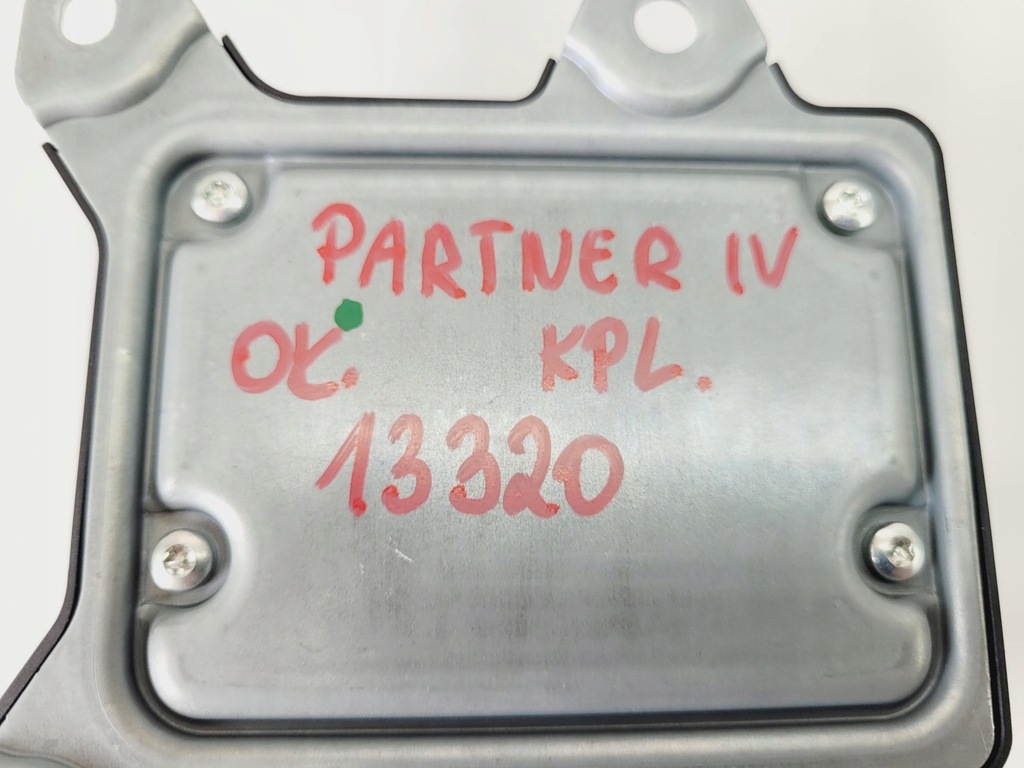 PARTNER IV
OK. KPL.
13320